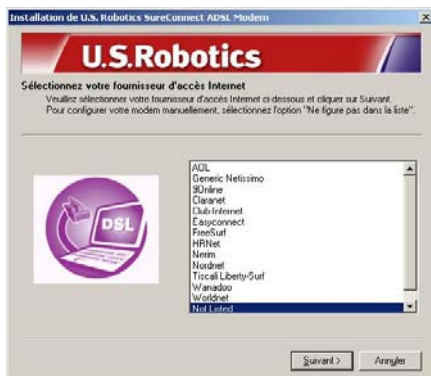 Installation de U.S. Robotics SureConnect ADSL Modem
U.S.Robotics
Sélectionnez votre fournisseur d'accès Internet
Veuillez sélectionner votre fournisseur d'accès Internet ci-dessous et cliquer sur Suivant.
Pour configurer votre modem manuellement, sélectionnez l'option "Ne figure pas dans la liste".
DSL
AOL
Generic Netissimo
9Online
Claranet
Club-Internet
Easyconnect
FreeSurf
HRNet
Nerim
Nordnet
Tiscali Liberty-Surf
Wanadoo
Worldnet
Not Listed
Suivant >
Annuler